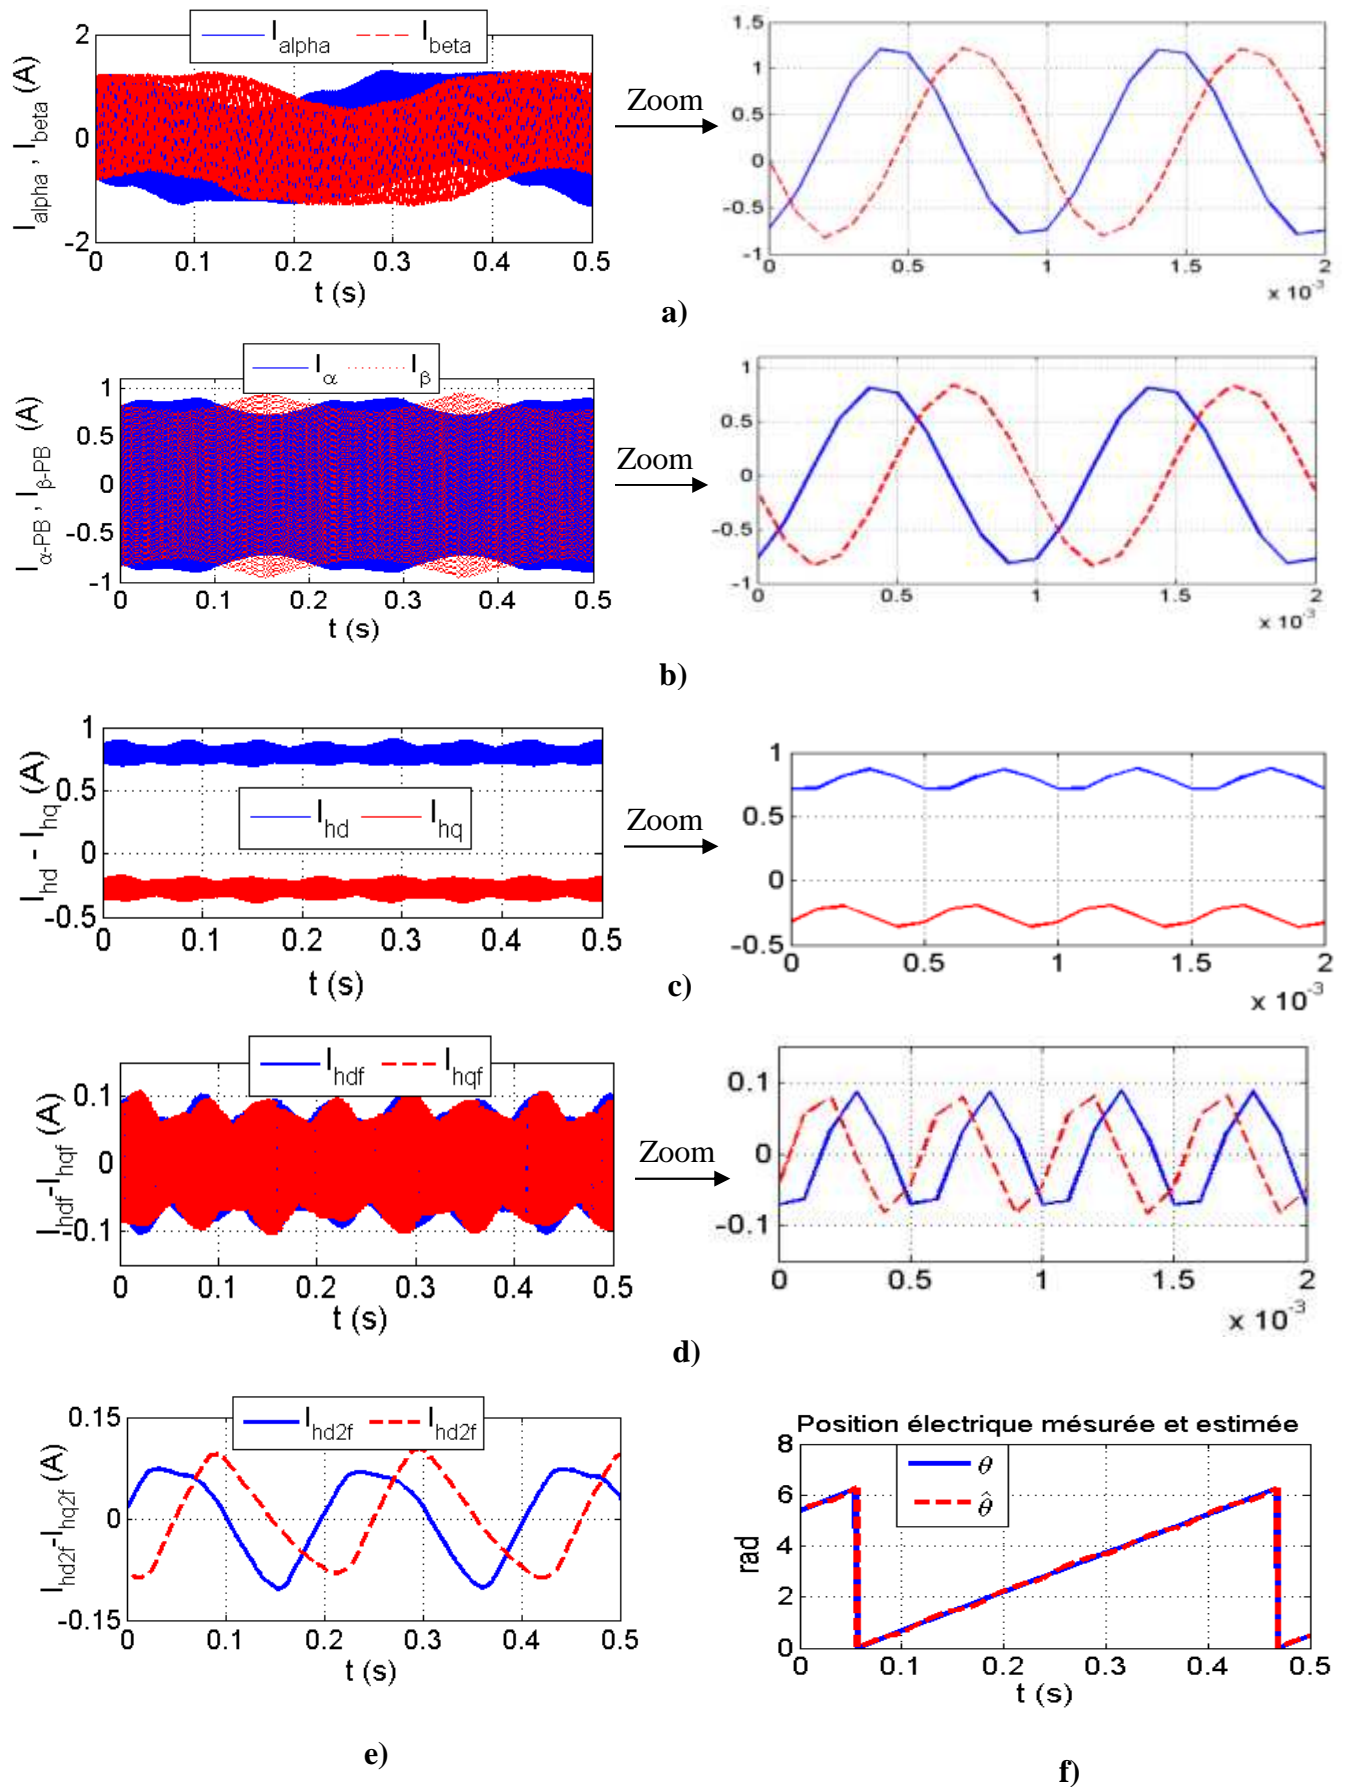 I_alpha I_beta
I_alpha , I_beta (A)
2
1
0
-1
-2
0 0.1 0.2 0.3 0.4 0.5
t (s)
Zoom
1.5
1
0.5
0
-0.5
-1
0 0.5 1 1.5 2
x 10^-3
a)
I_α I_β
I_α-PB , I_β-PB (A)
1
0.5
0
-0.5
-1
0 0.1 0.2 0.3 0.4 0.5
t (s)
Zoom
1
0.5
0
-0.5
-1
0 0.5 1 1.5 2
x 10^-3
b)
I_hd - I_hq (A)
1
0.5
0
-0.5
I_hd I_hq
0 0.1 0.2 0.3 0.4 0.5
t (s)
Zoom
1
0.5
0
-0.5
0 0.5 1 1.5 2
x 10^-3
c)
I_hdf I_hqf
I_hdf-I_hqf (A)
0.1
0
-0.1
0 0.1 0.2 0.3 0.4 0.5
t (s)
Zoom
0.1
0
-0.1
0 0.5 1 1.5 2
x 10^-3
d)
I_hd2f I_hd2f
I_hd2f-I_hq2f (A)
0.15
0
-0.15
0 0.1 0.2 0.3 0.4 0.5
t (s)
e)
Position électrique mésurée et estimée
θ
θ̂
rad
8
6
4
2
0
0 0.1 0.2 0.3 0.4 0.5
t (s)
f)